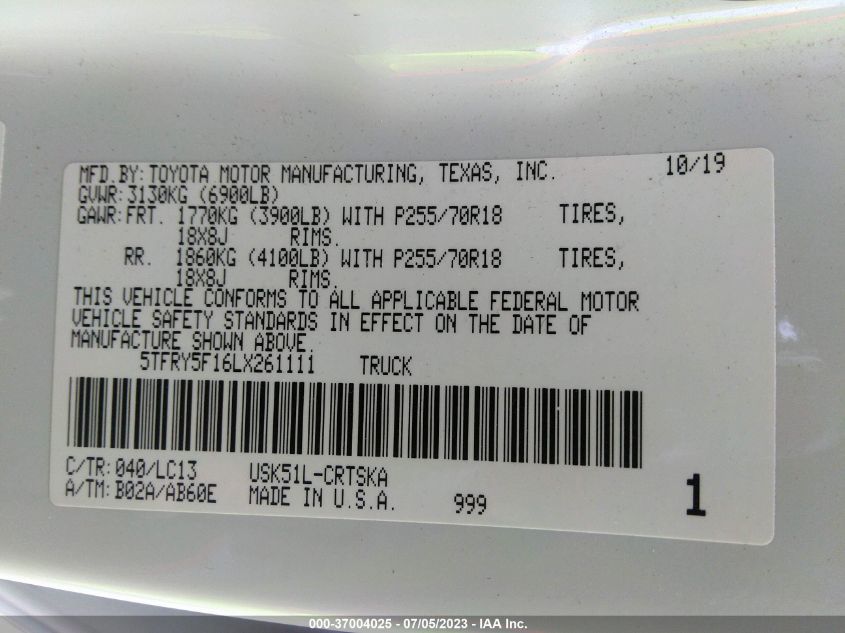 MFD.BY:TOYOTA MOTOR MANUFACTURING, TEXAS, INC. 10/19
GVWR:3130KG (6900LB)
GAWR:FRT. 1770KG (3900LB) WITH P255/70R18 TIRES,
18X8J RIMS.
RR. 1860KG (4100LB) WITH P255/70R18 TIRES,
18X8J RIMS.
THIS VEHICLE CONFORMS TO ALL APPLICABLE FEDERAL MOTOR
VEHICLE SAFETY STANDARDS IN EFFECT ON THE DATE OF
MANUFACTURE SHOWN ABOVE.
5TFRY5F16LX261111 TRUCK
C/TR:040/LC13 USK51L-CRTSKA
A/TM:B02A/AB60E MADE IN U.S.A. 999 1
000-37004025 - 07/05/2023 - IAA Inc.